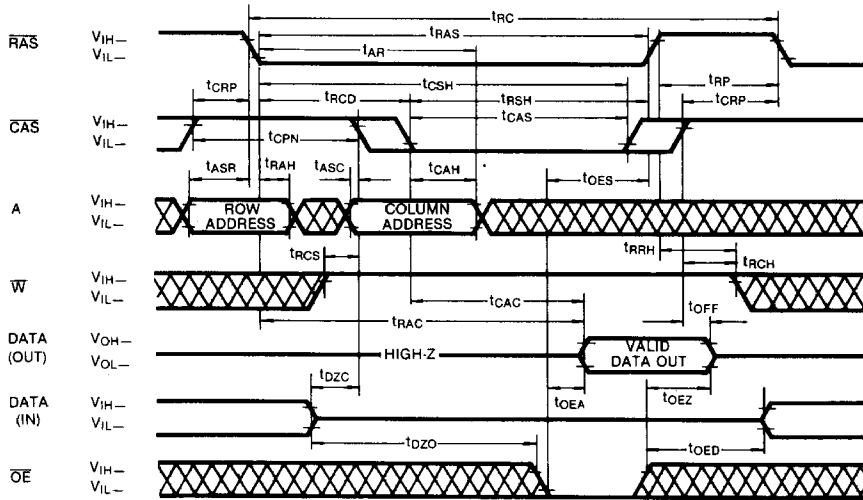 tRC
RAS VIH— VIL—
tRAS
tAR
tCRP tCSH tRP
tRCD tRSH tCRP
CAS VIH— VIL—
tCPN tCAS
tASR tRAH tASC tCAH tOES
A VIH— VIL—
ROW ADDRESS COLUMN ADDRESS
tRCS tRRH tRCH
W VIH— VIL—
tCAC tOFF
tRAC
DATA (OUT) VOH— VOL—
HIGH-Z VALID DATA OUT
tDZC tOEA tOEZ
DATA (IN) VIH— VIL—
tDZO tOED
OE VIH— VIL—